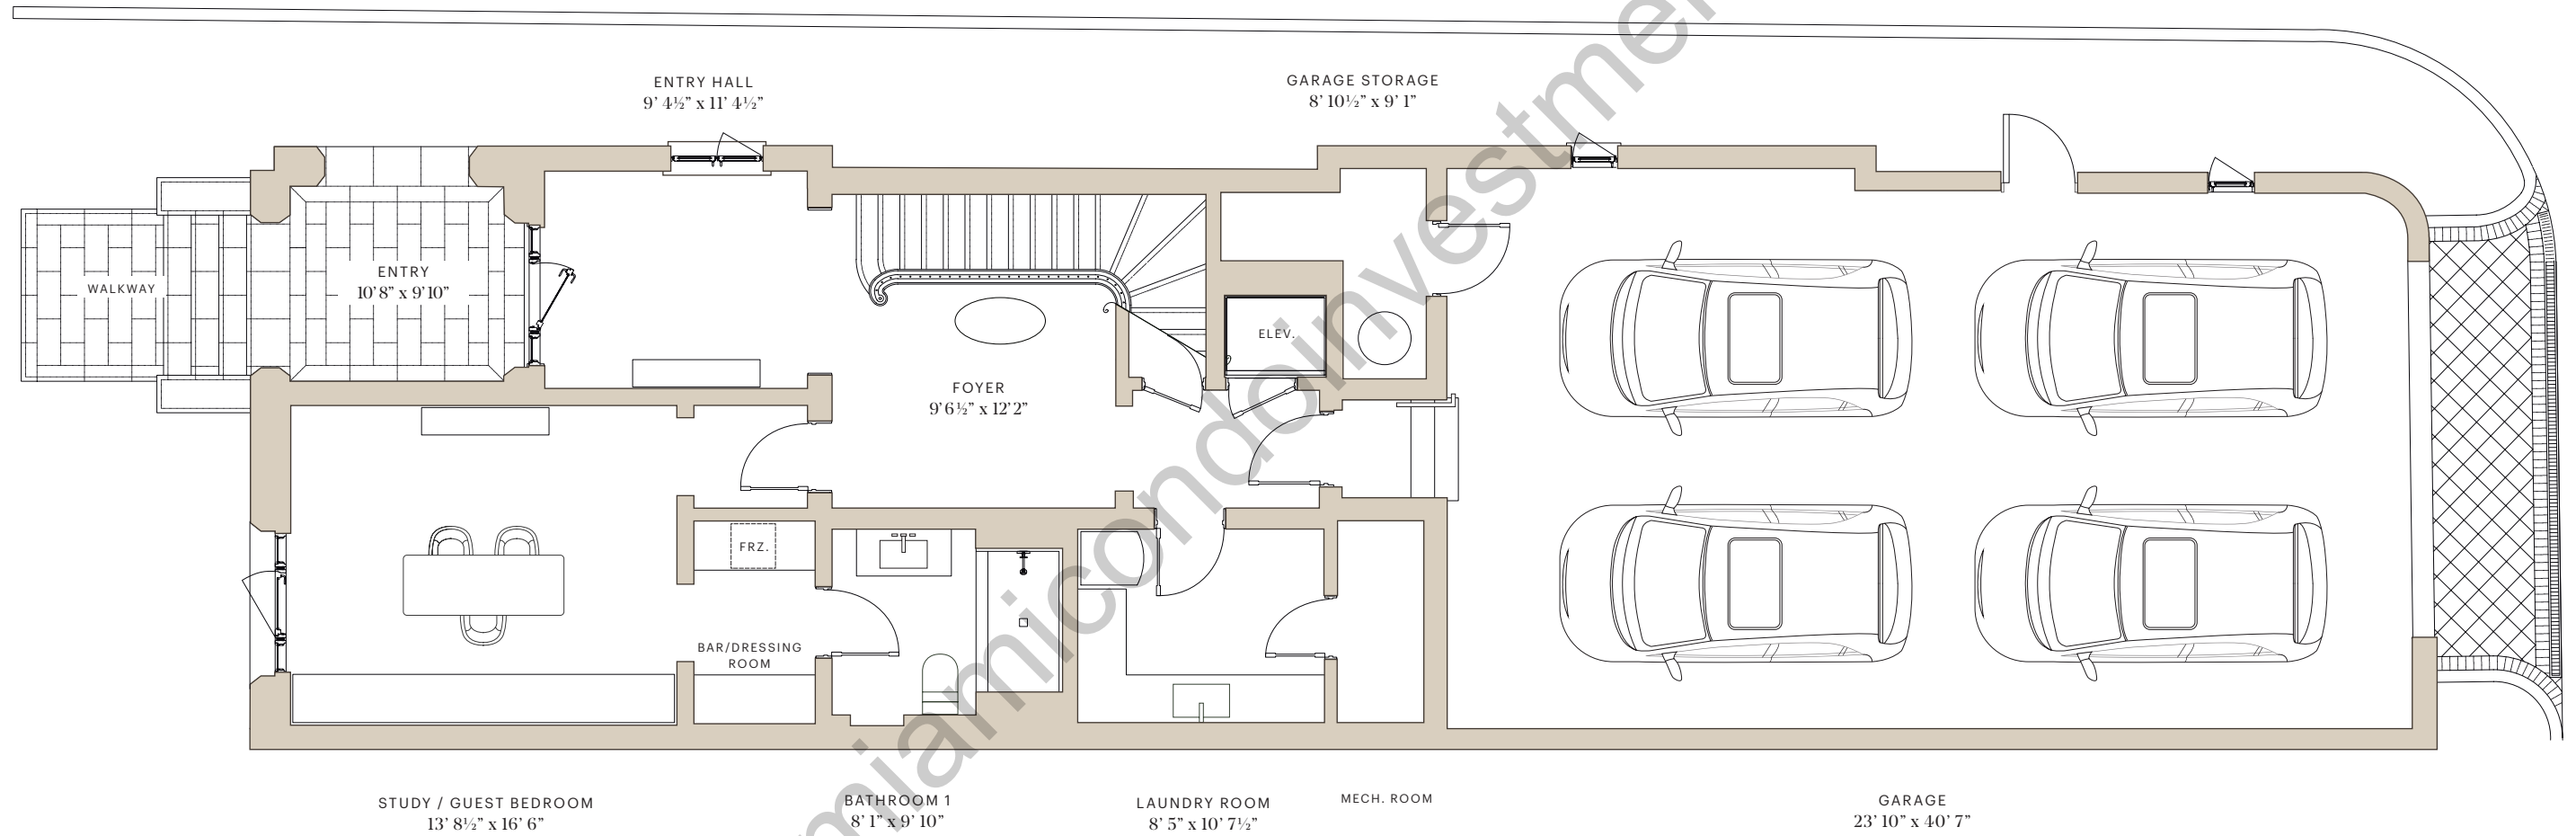 ENTRY HALL
9' 4½" x 11' 4½"
GARAGE STORAGE
8' 10½" x 9' 1"
WALKWAY
ENTRY
10' 8" x 9' 10"
ELEV.
FOYER
9' 6½" x 12' 2"
FRZ.
BAR/DRESSING
ROOM
STUDY / GUEST BEDROOM
13' 8½" x 16' 6"
BATHROOM 1
8' 1" x 9' 10"
LAUNDRY ROOM
8' 5" x 10' 7½"
MECH. ROOM
GARAGE
23' 10" x 40' 7"
miamicondoinvestme